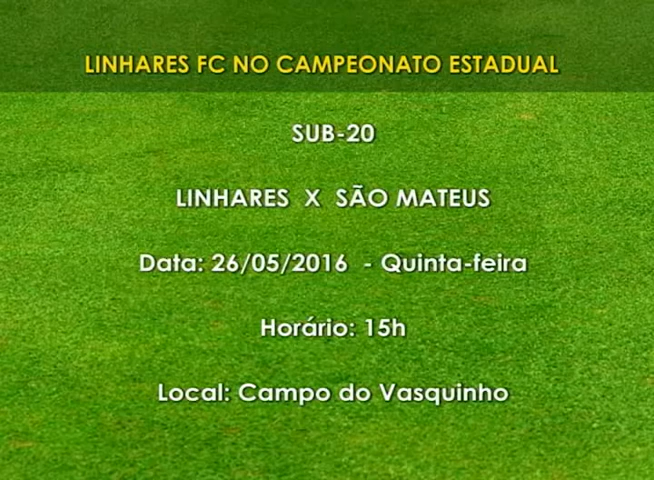 LINHARES FC NO CAMPEONATO ESTADUAL
SUB-20
LINHARES X SÃO MATEUS
Data: 26/05/2016 - Quinta-feira
Horário: 15h
Local: Campo do Vasquinho